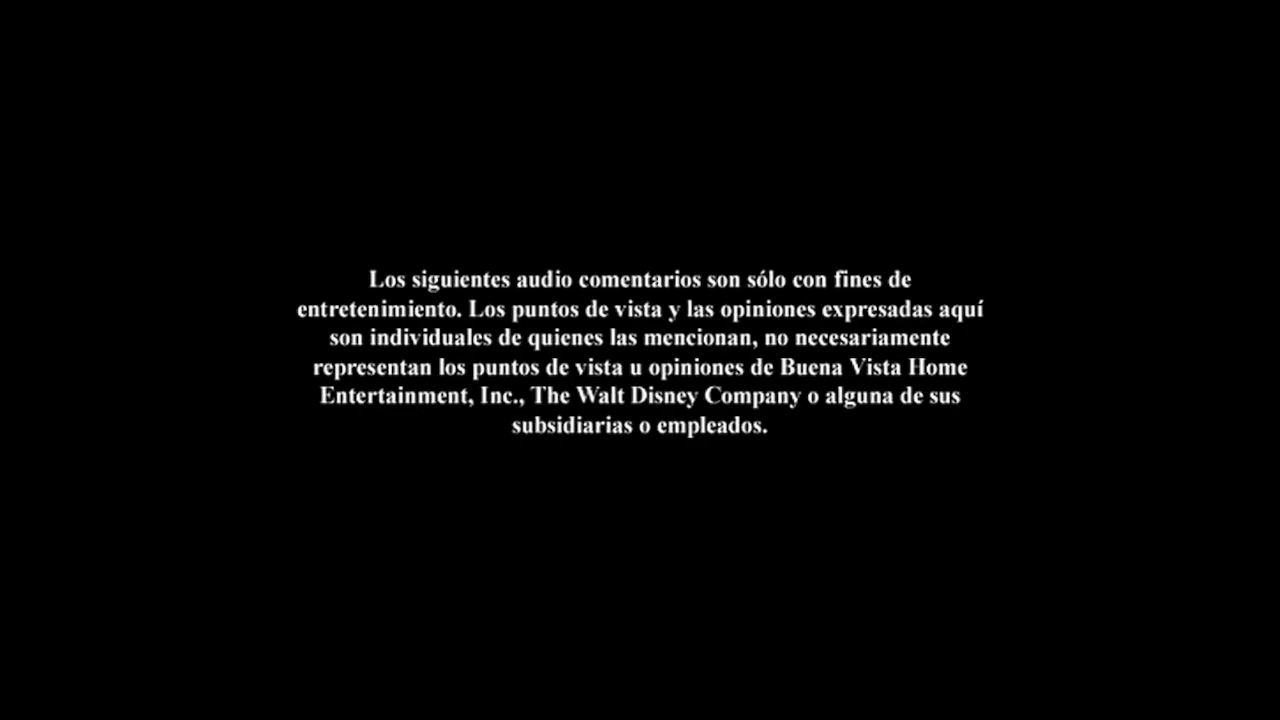 Los siguientes audio comentarios son sólo con fines de
entretenimiento. Los puntos de vista y las opiniones expresadas aquí
son individuales de quienes las mencionan, no necesariamente
representan los puntos de vista u opiniones de Buena Vista Home
Entertainment, Inc., The Walt Disney Company o alguna de sus
subsidiarias o empleados.